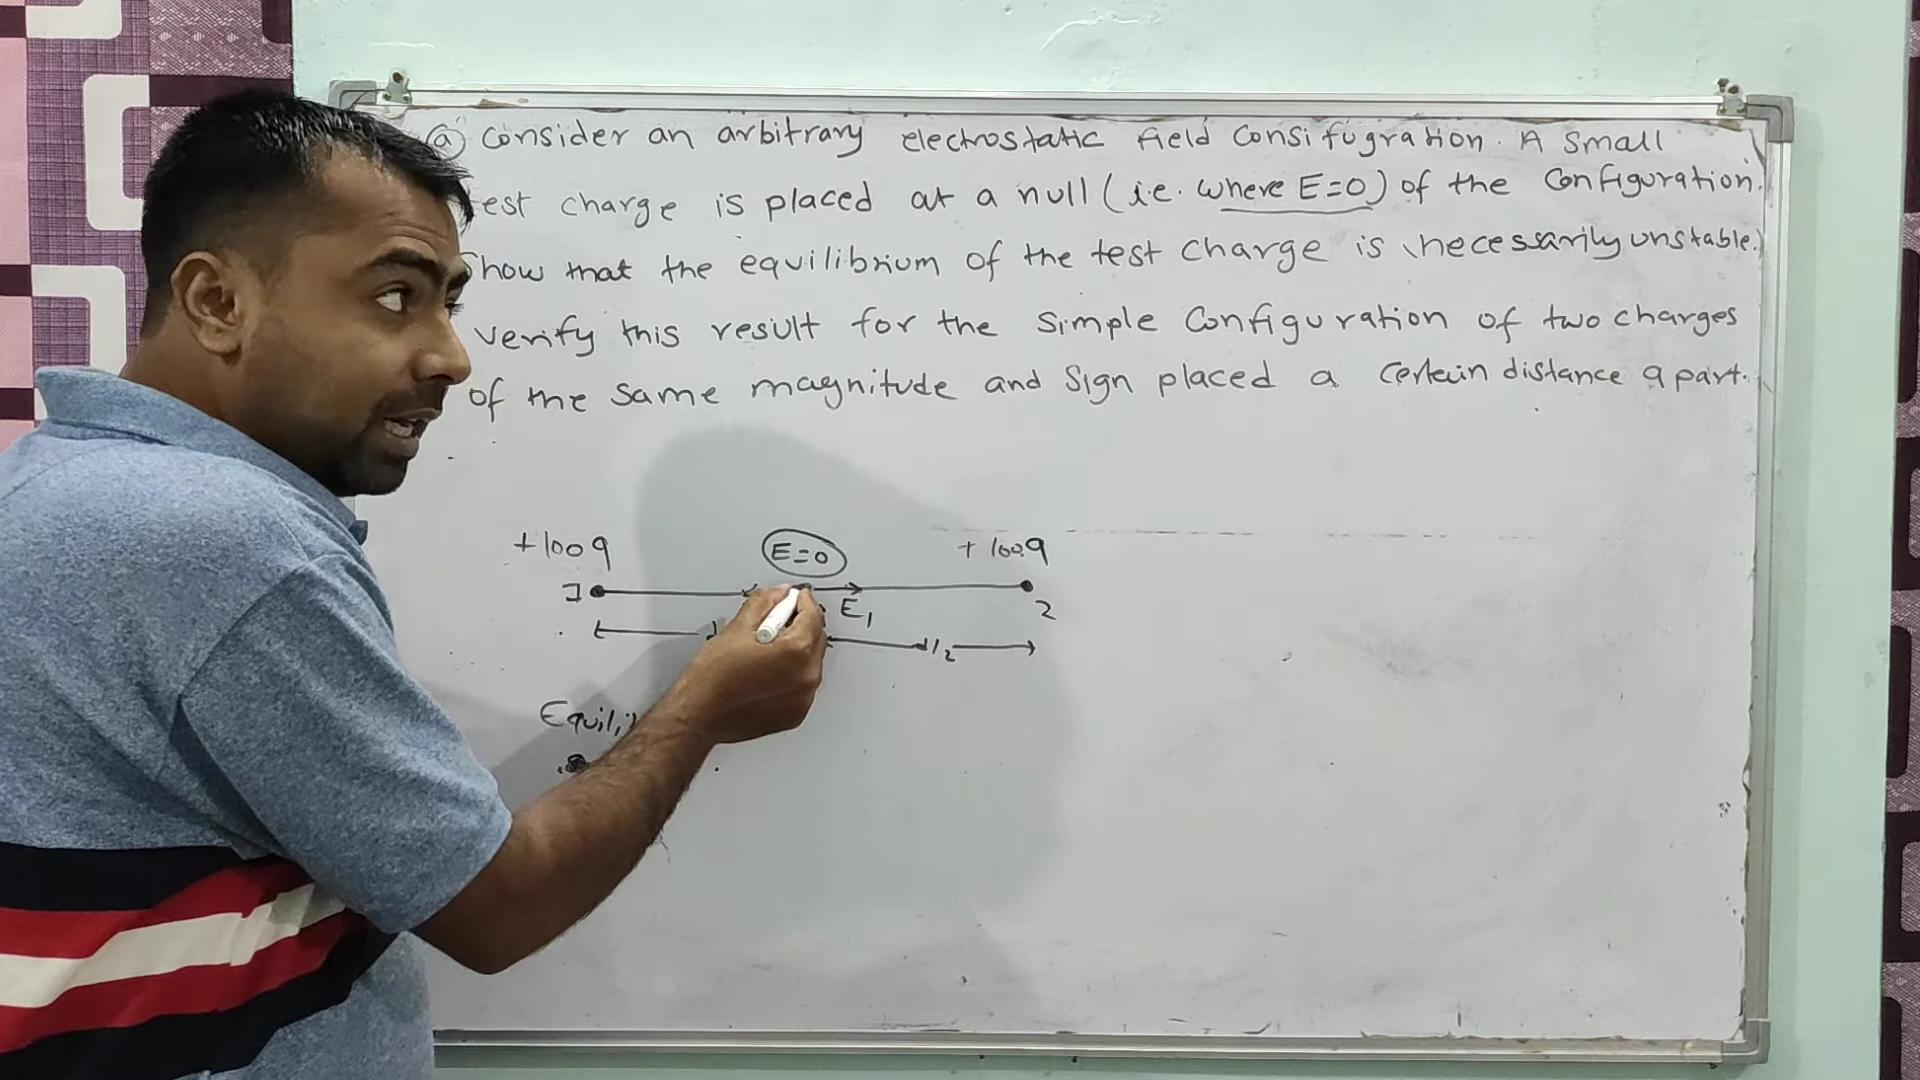 (a) Consider an arbitrary electrostatic field Consifugration. A small
est charge is placed at a null (i.e. where E=0) of the Configuration.
Show that the equilibrium of the test charge is necessarily unstable.
Verify this result for the simple Configuration of two charges
of the same magnitude and sign placed a certain distance apart.
+100q E=0 +100q
1 E₁ 2
d d/2
Equili